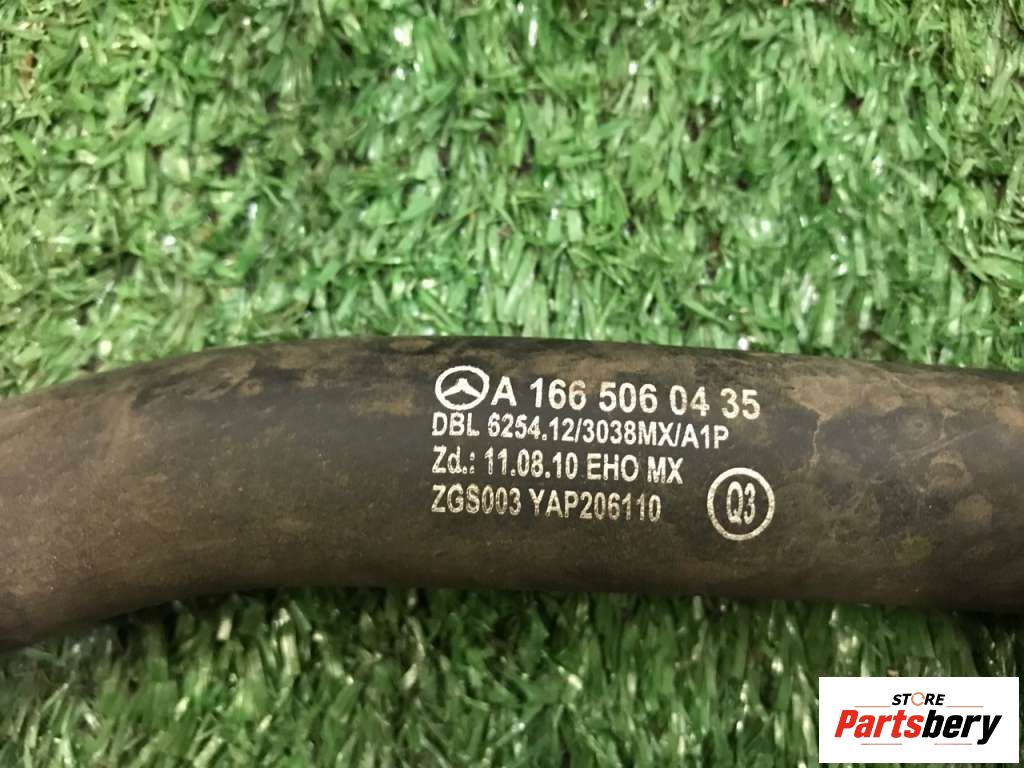 A 166 506 04 35
DBL 6254.12/3038MX/A1P
Zd.: 11.08.10 EHO MX
ZGS003 YAP206110
Q3
STORE
Partsbery